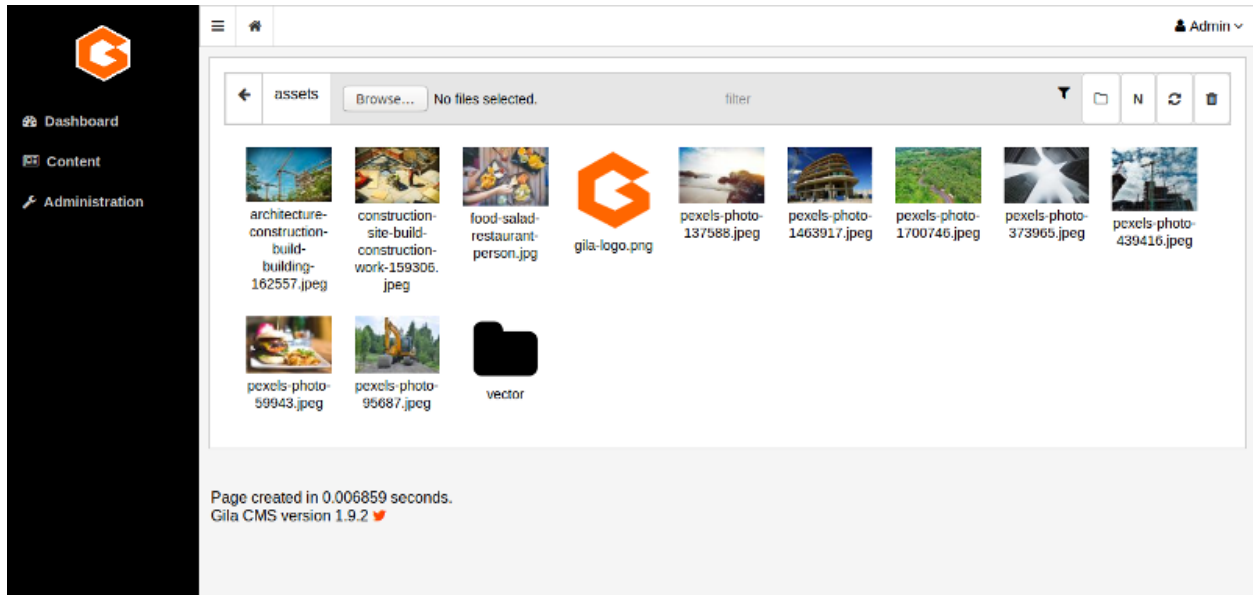 Admin
Dashboard
Content
Administration
assets
Browse...
No files selected.
filter
N
architecture-
construction-
build-
building-
162557.jpeg
construction-
site-build-
construction-
work-159306.
jpeg
food-salad-
restaurant-
person.jpg
gila-logo.png
pexels-photo-
137588.jpeg
pexels-photo-
1463917.jpeg
pexels-photo-
1700746.jpeg
pexels-photo-
373965.jpeg
pexels-photo-
439416.jpeg
pexels-photo-
59943.jpeg
pexels-photo-
95687.jpeg
vector
Page created in 0.006859 seconds.
Gila CMS version 1.9.2